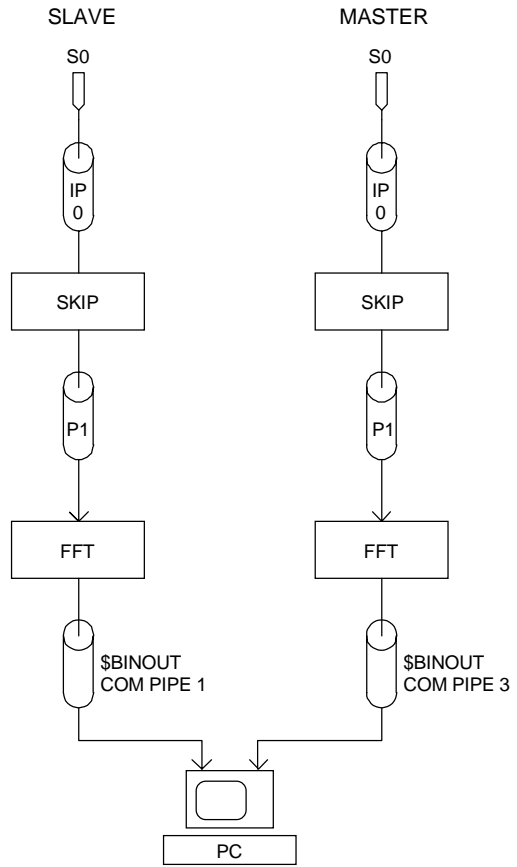 SLAVE
MASTER
S0
S0
IP
0
IP
0
SKIP
SKIP
P1
P1
FFT
FFT
$BINOUT
COM PIPE 1
$BINOUT
COM PIPE 3
PC